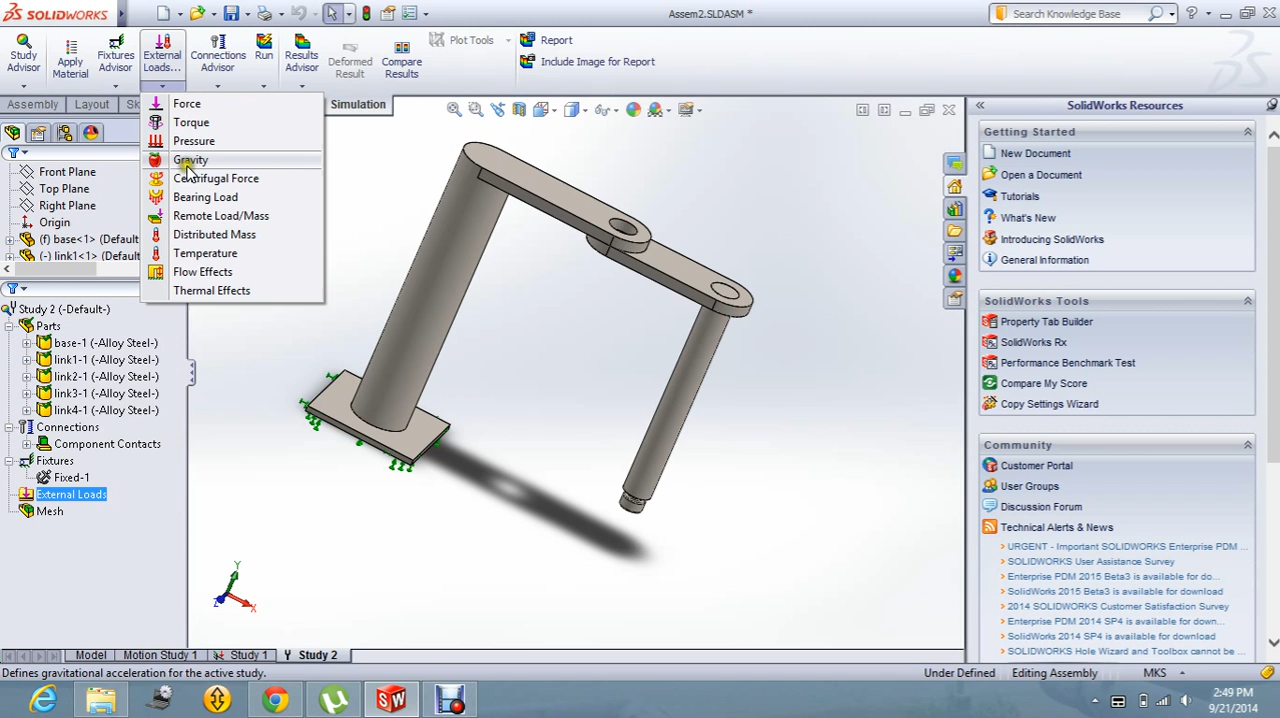 SOLIDWORKS
Assem2.SLDASM *
Search Knowledge Base
Study Advisor
Apply Material
Fixtures Advisor
External Loads...
Connections Advisor
Run
Results Advisor
Deformed Result
Compare Results
Plot Tools
Report
Include Image for Report
Assembly
Layout
Sk
Simulation
Force
Torque
Pressure
Gravity
Centrifugal Force
Bearing Load
Remote Load/Mass
Distributed Mass
Temperature
Flow Effects
Thermal Effects
Front Plane
Top Plane
Right Plane
Origin
(f) base<1> (Default
(-) link1<1> (Defau
Study 2 (-Default-)
Parts
base-1 (-Alloy Steel-)
link1-1 (-Alloy Steel-)
link2-1 (-Alloy Steel-)
link3-1 (-Alloy Steel-)
link4-1 (-Alloy Steel-)
Connections
Component Contacts
Fixtures
Fixed-1
External Loads
Mesh
Y
Z
X
SolidWorks Resources
Getting Started
New Document
Open a Document
Tutorials
What's New
Introducing SolidWorks
General Information
SolidWorks Tools
Property Tab Builder
SolidWorks Rx
Performance Benchmark Test
Compare My Score
Copy Settings Wizard
Community
Customer Portal
User Groups
Discussion Forum
Technical Alerts & News
URGENT - Important SOLIDWORKS Enterprise PDM ...
SOLIDWORKS User Assistance Survey
Enterprise PDM 2015 Beta3 is available for do...
SolidWorks 2015 Beta3 is available for download
2014 SOLIDWORKS Customer Satisfaction Survey
Enterprise PDM 2014 SP4 is available for down...
SolidWorks 2014 SP4 is available for download
SOLIDWORKS Hole Wizard and Toolbox cannot be ...
Model
Motion Study 1
Study 1
Study 2
Defines gravitational acceleration for the active study.
Under Defined
Editing Assembly
MKS
2:49 PM
9/21/2014